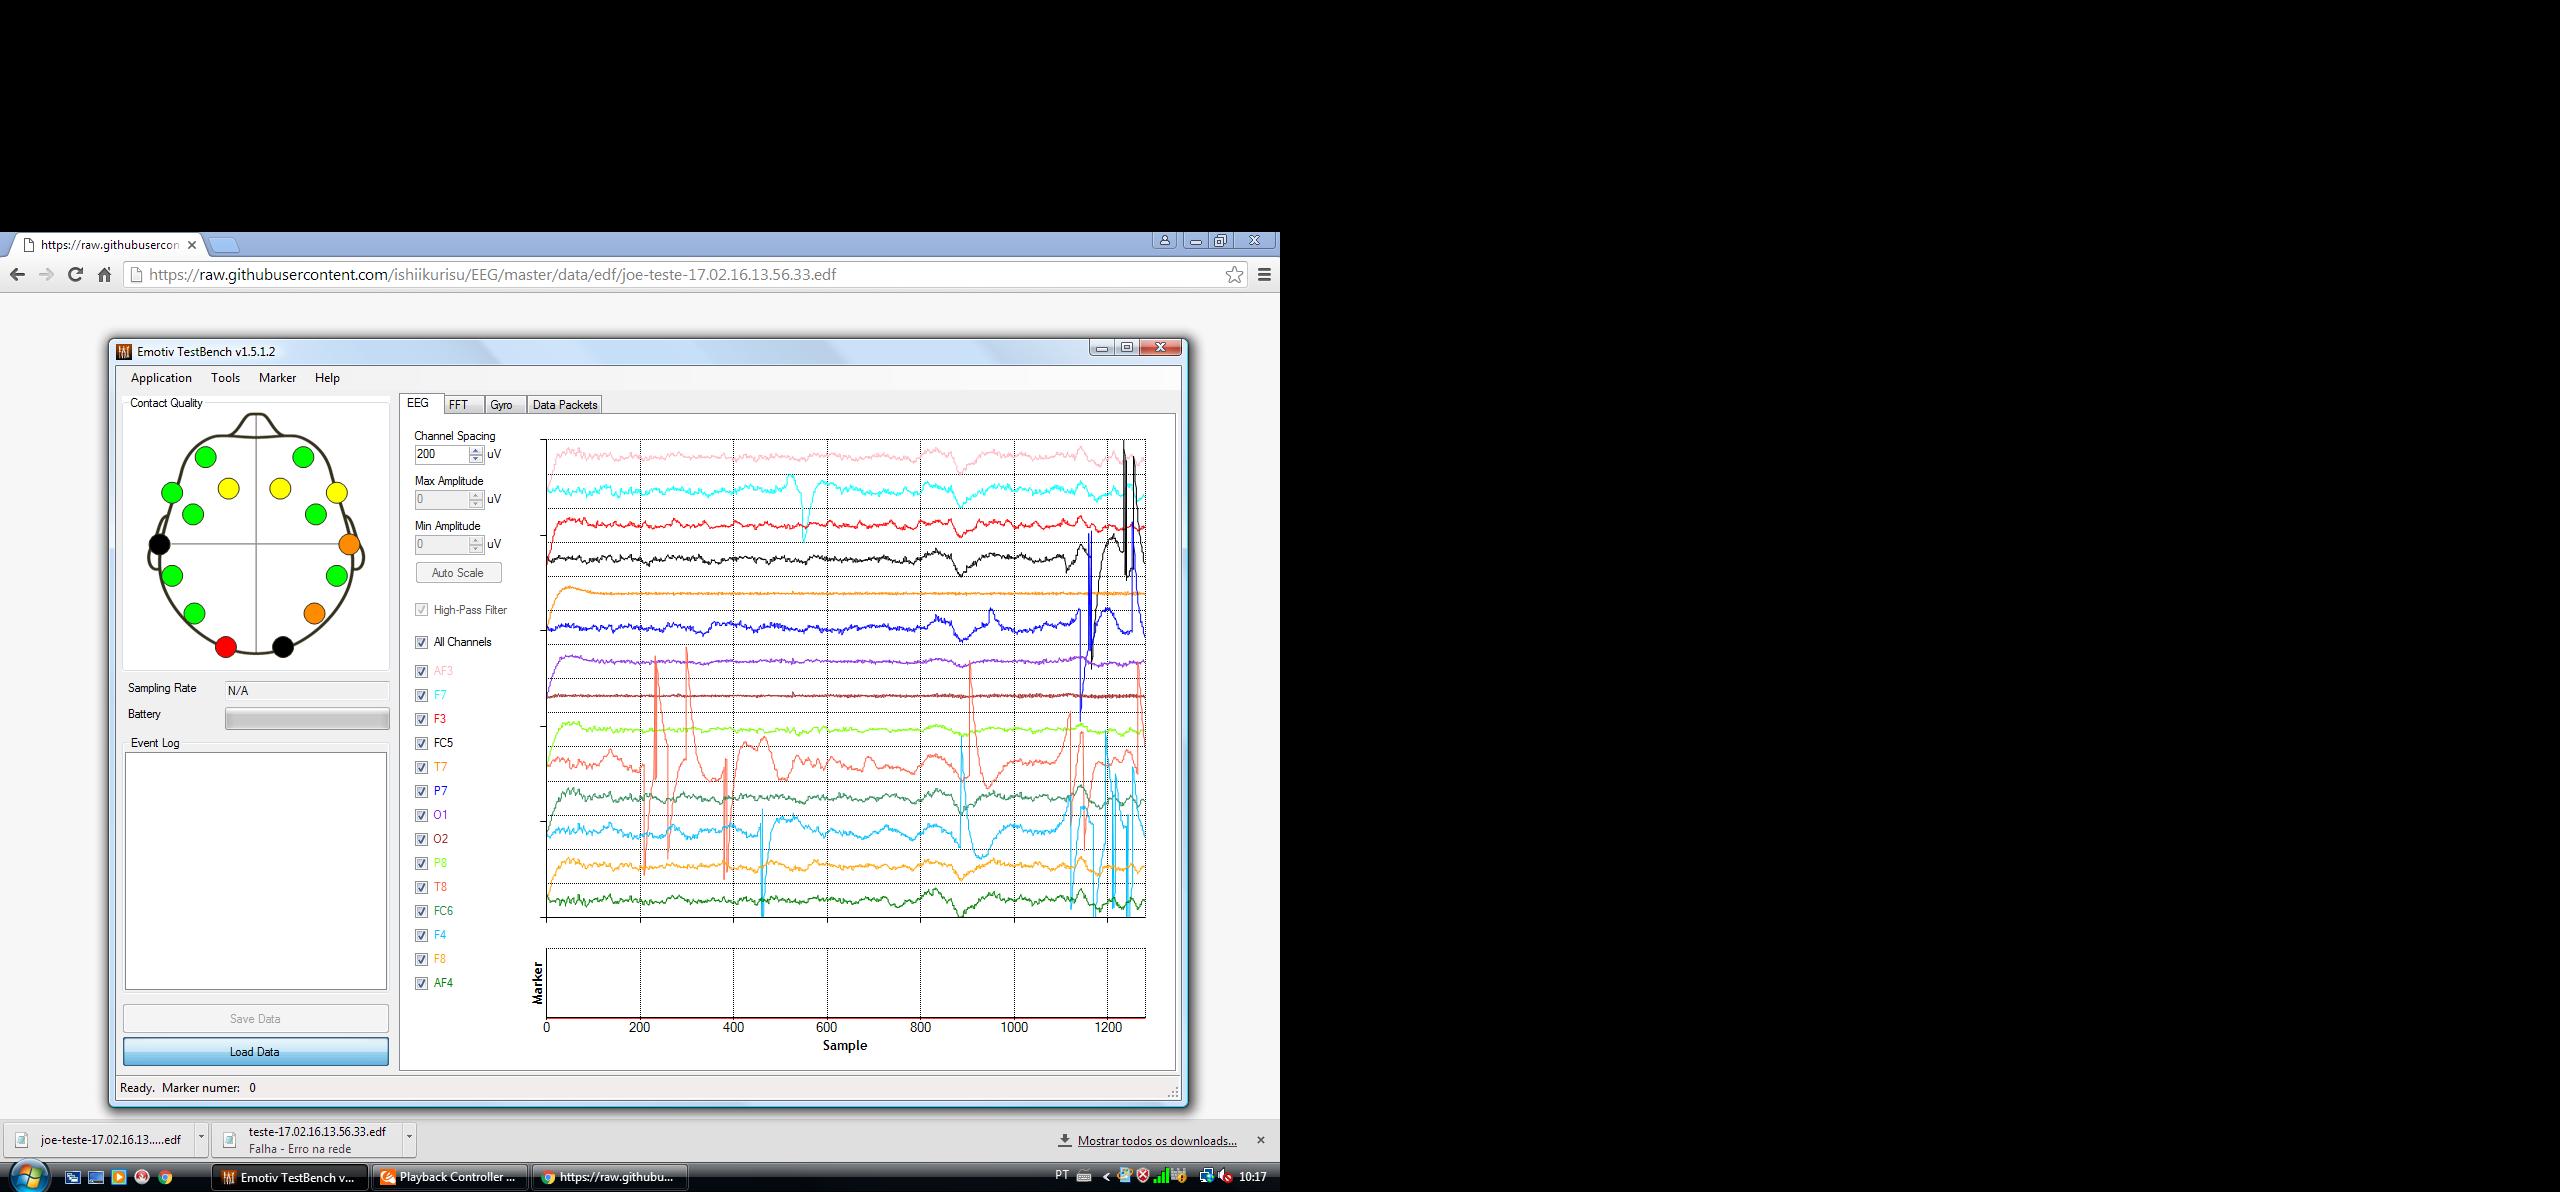 https://raw.githubusercon
https://raw.githubusercontent.com/ishiikurisu/EEG/master/data/edf/joe-teste-17.02.16.13.56.33.edf
Emotiv TestBench v1.5.1.2
Application Tools Marker Help
Contact Quality
EEG FFT Gyro Data Packets
Channel Spacing
200 uV
Max Amplitude
0 uV
Min Amplitude
0 uV
Auto Scale
High-Pass Filter
All Channels
AF3
F7
F3
FC5
T7
P7
O1
O2
P8
T8
FC6
F4
F8
AF4
Sampling Rate N/A
Battery
Event Log
Save Data
Load Data
Marker
0 200 400 600 800 1000 1200
Sample
Ready. Marker numer: 0
joe-teste-17.02.16.13.....edf
teste-17.02.16.13.56.33.edf
Falha - Erro na rede
Mostrar todos os downloads...
Emotiv TestBench v...
Playback Controller ...
https://raw.githubu...
PT
10:17